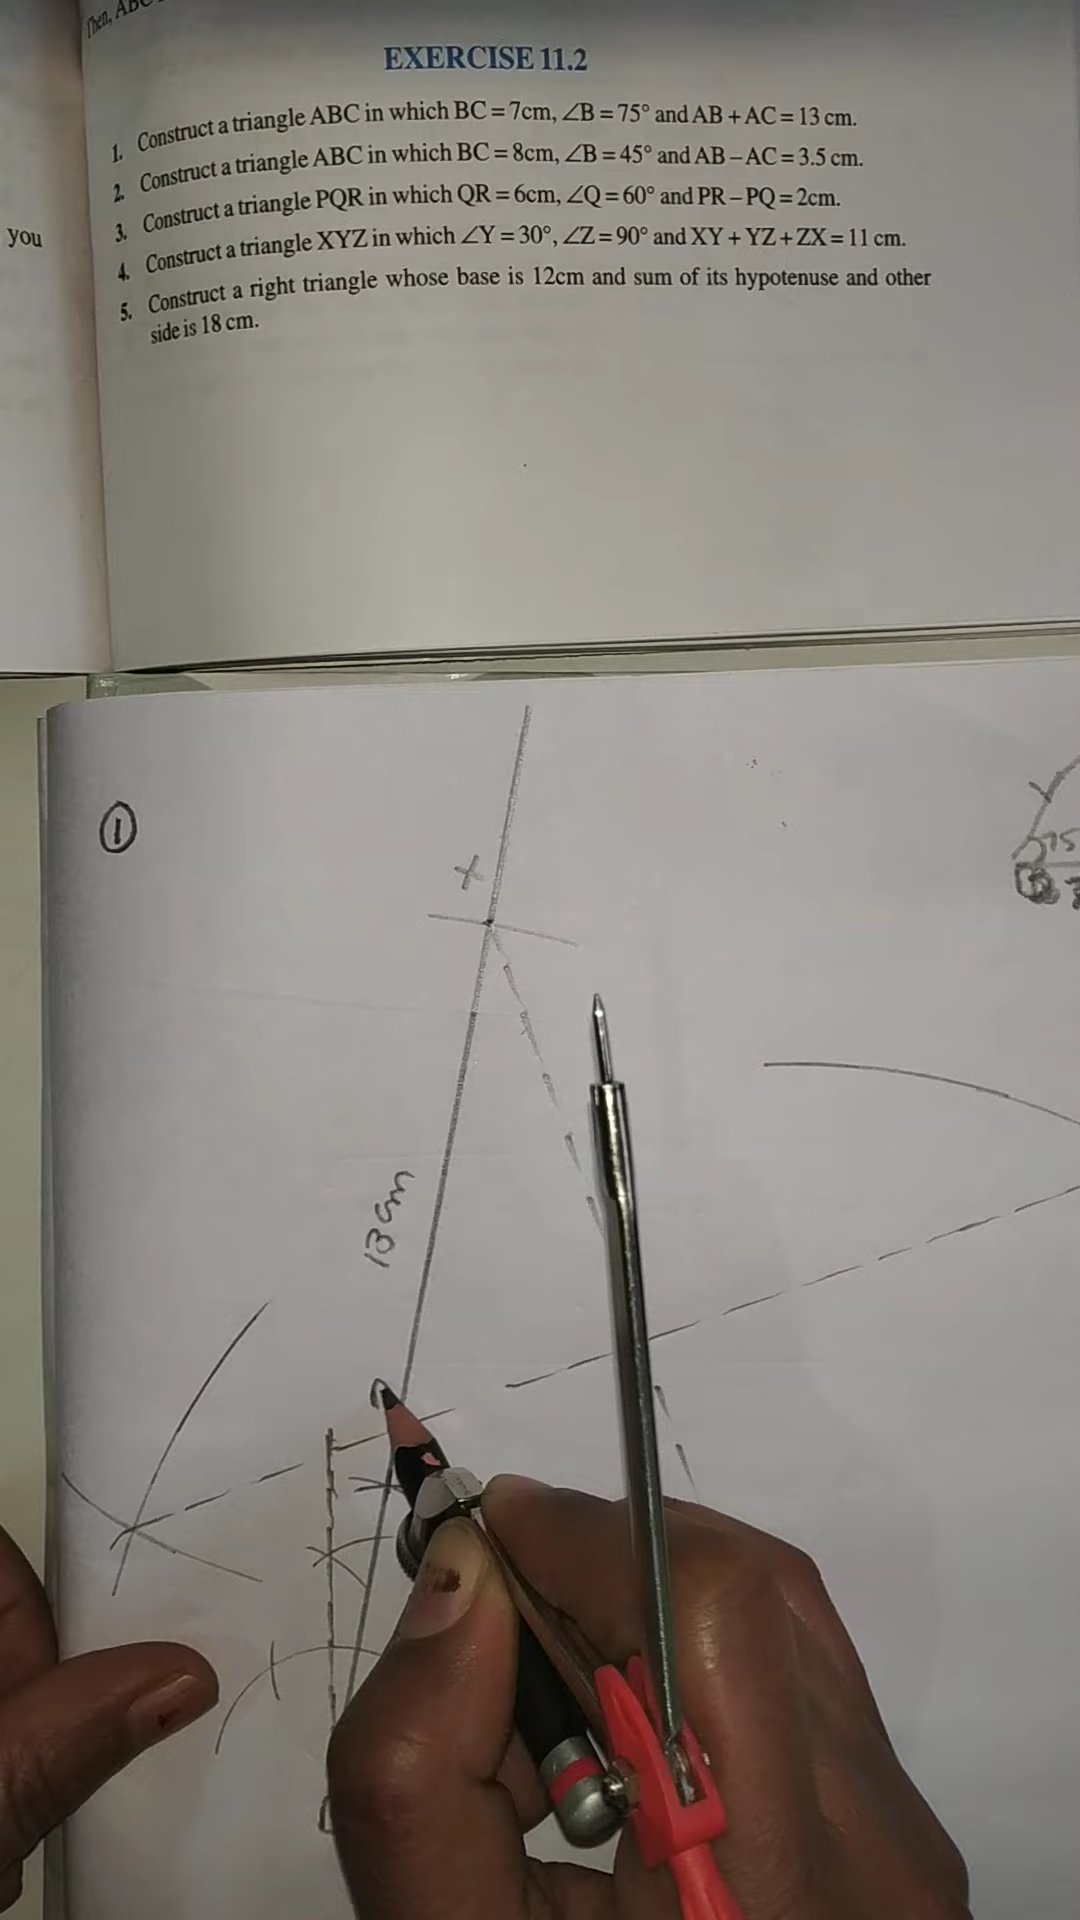 Then, ABC
EXERCISE 11.2
1. Construct a triangle ABC in which BC = 7cm, ∠B = 75° and AB + AC = 13 cm.
2. Construct a triangle ABC in which BC = 8cm, ∠B = 45° and AB – AC = 3.5 cm.
3. Construct a triangle PQR in which QR = 6cm, ∠Q = 60° and PR – PQ = 2cm.
you
4. Construct a triangle XYZ in which ∠Y = 30°, ∠Z = 90° and XY + YZ + ZX = 11 cm.
5. Construct a right triangle whose base is 12cm and sum of its hypotenuse and other
side is 18 cm.
①
X
75
B 7
13 cm